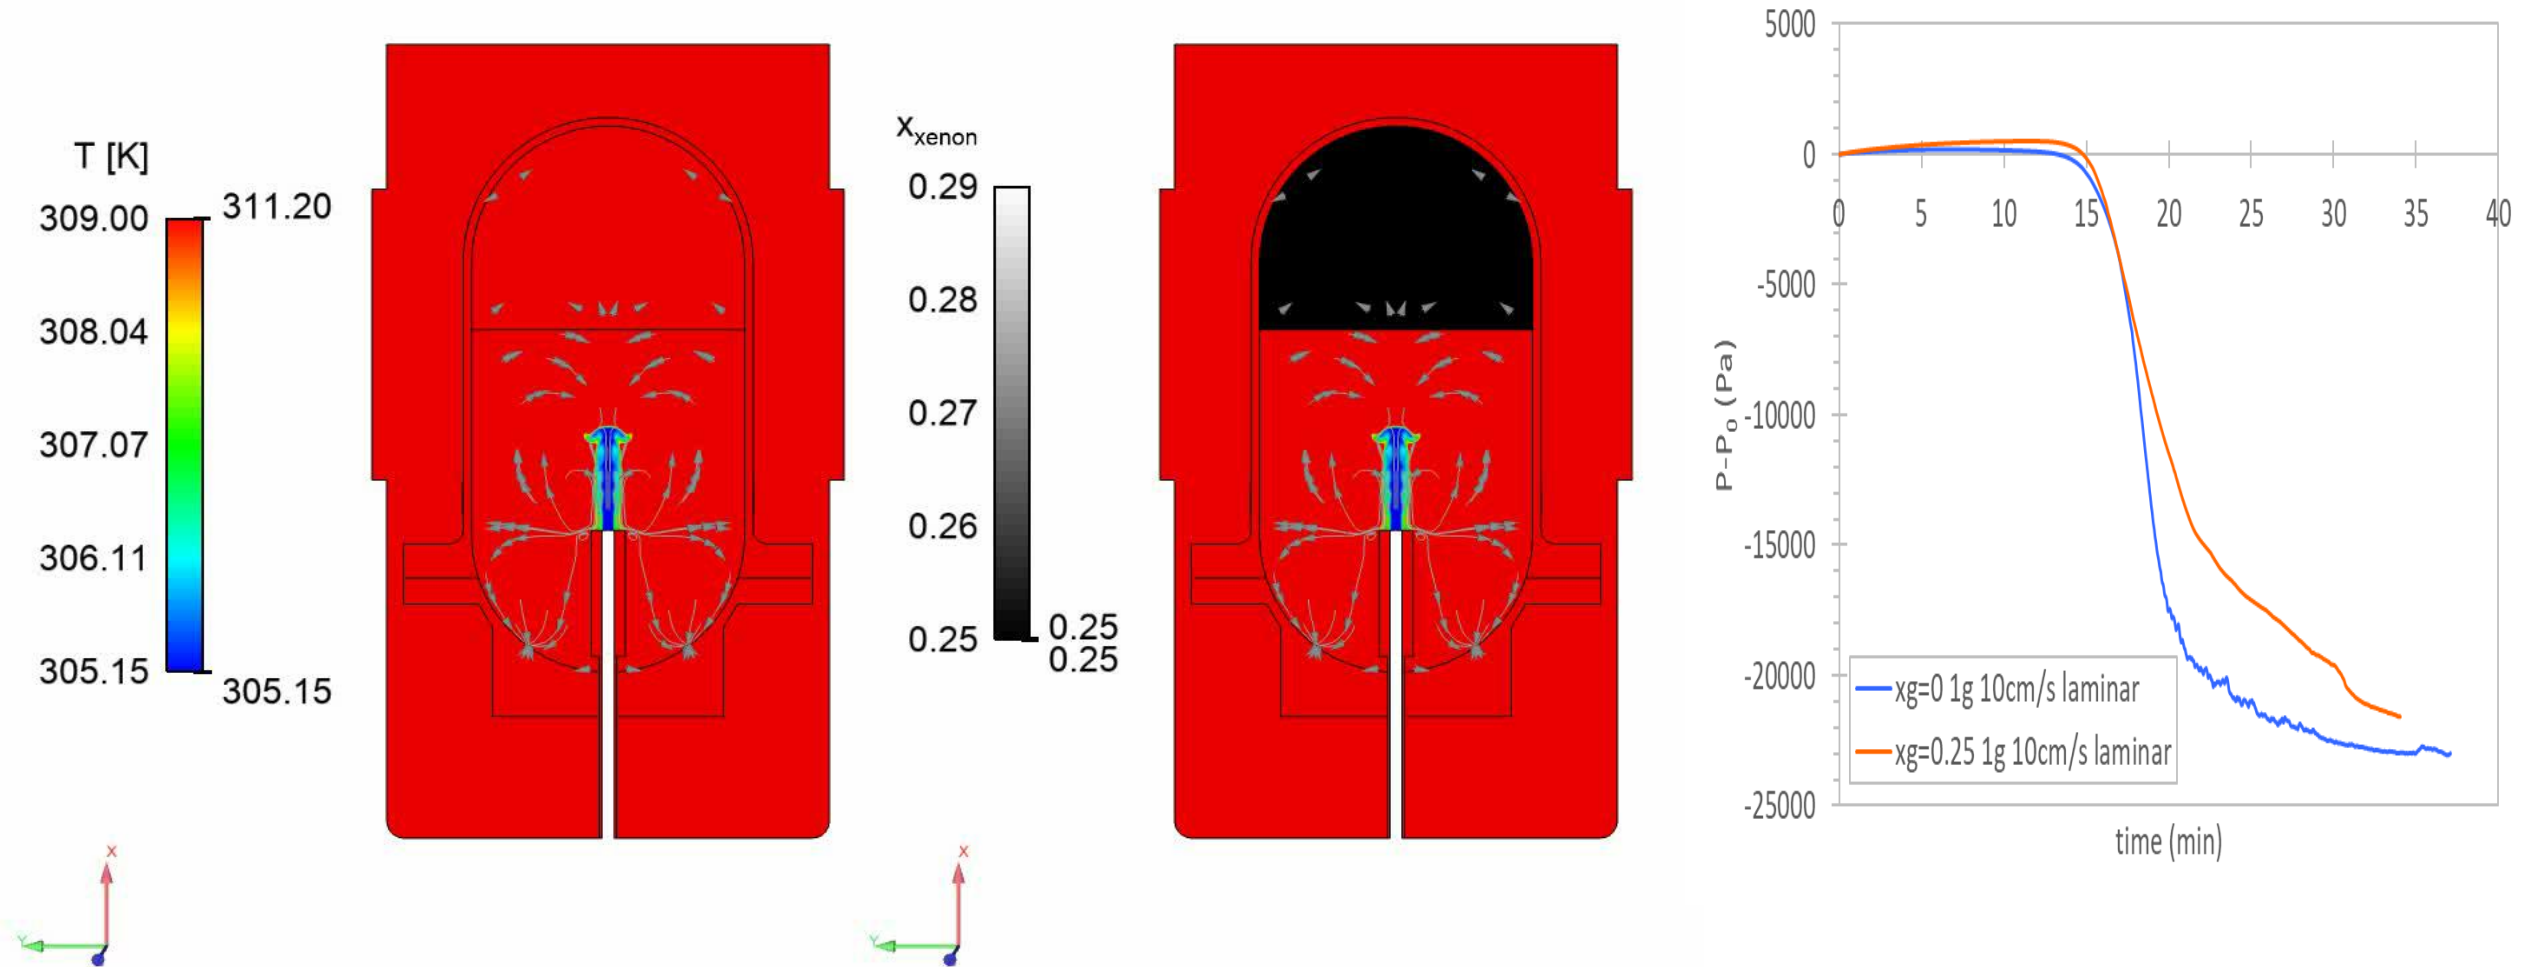 T [K]
309.00
308.04
307.07
306.11
305.15
311.20
305.15
X
Y
xxenon
0.29
0.28
0.27
0.26
0.25
0.25
0.25
X
Y
5000
0
-5000
-10000
-15000
-20000
-25000
P-P0 (Pa)
0 5 10 15 20 25 30 35 40
xg=0 1g 10cm/s laminar
xg=0.25 1g 10cm/s laminar
time (min)